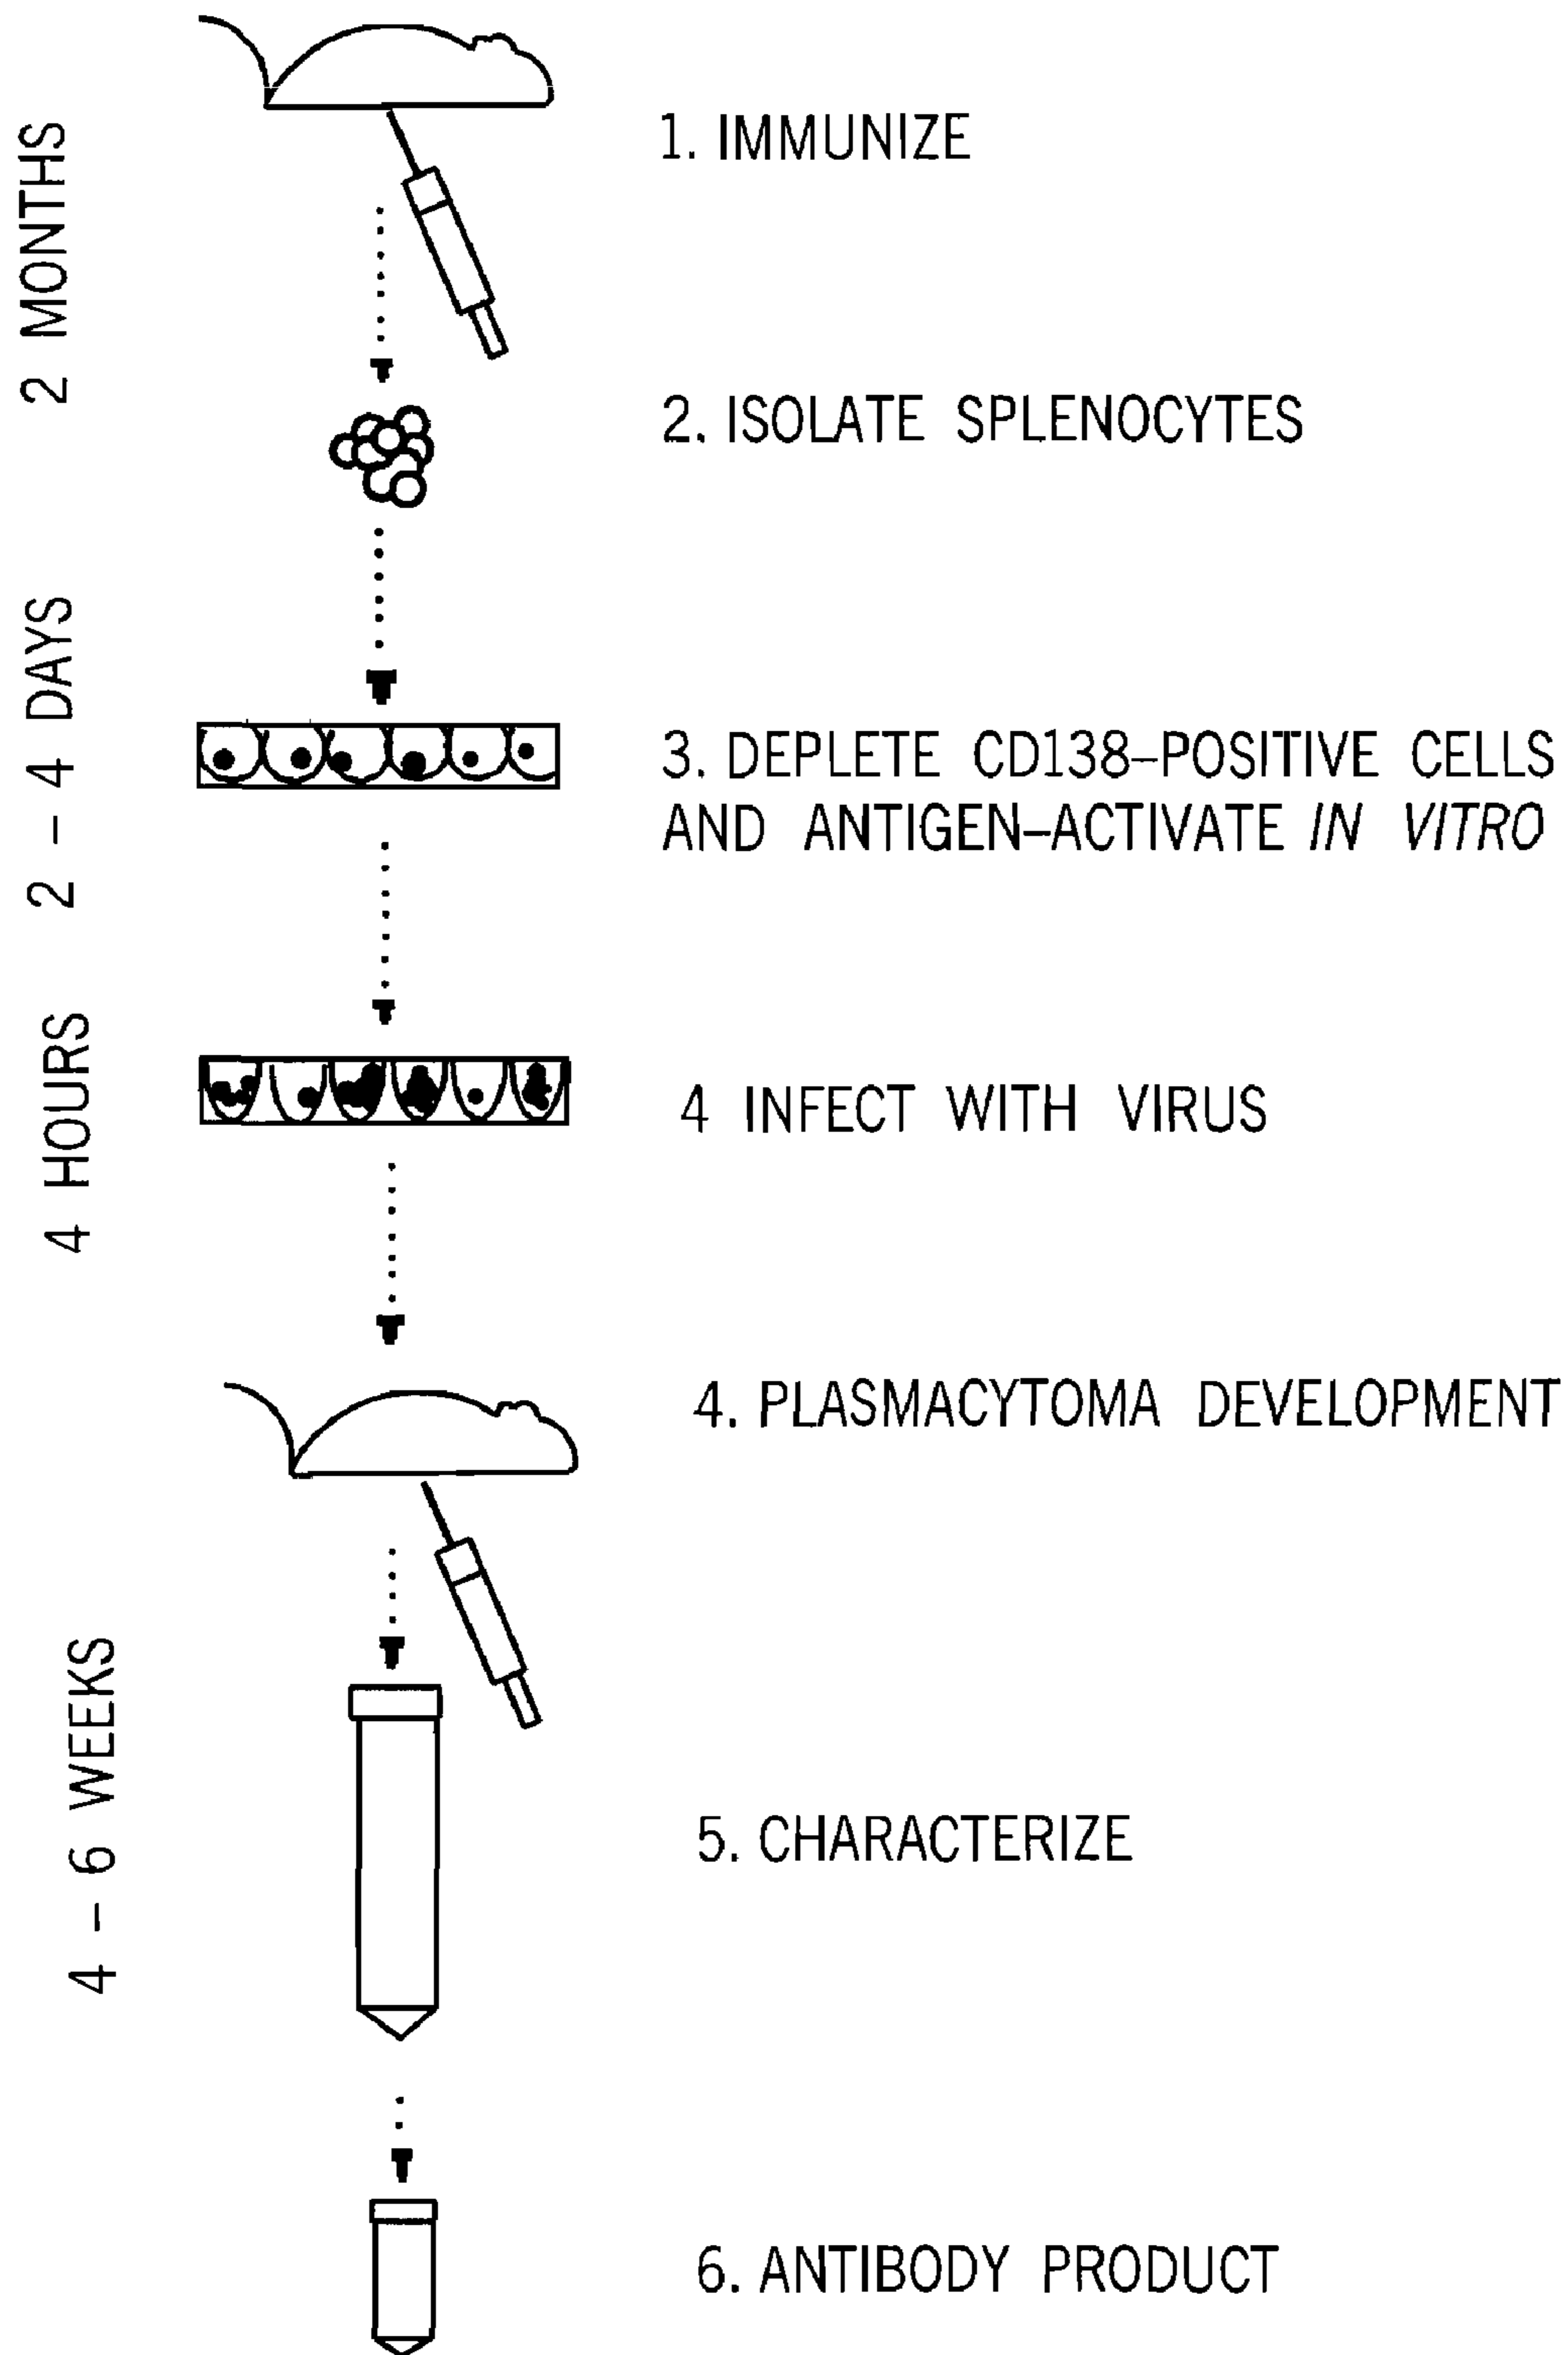 2 MONTHS
1. IMMUNIZE
2. ISOLATE SPLENOCYTES
2 – 4 DAYS
3. DEPLETE CD138–POSITIVE CELLS
AND ANTIGEN–ACTIVATE IN VITRO
4 HOURS
4 INFECT WITH VIRUS
4. PLASMACYTOMA DEVELOPMENT
4 – 6 WEEKS
5. CHARACTERIZE
6. ANTIBODY PRODUCT